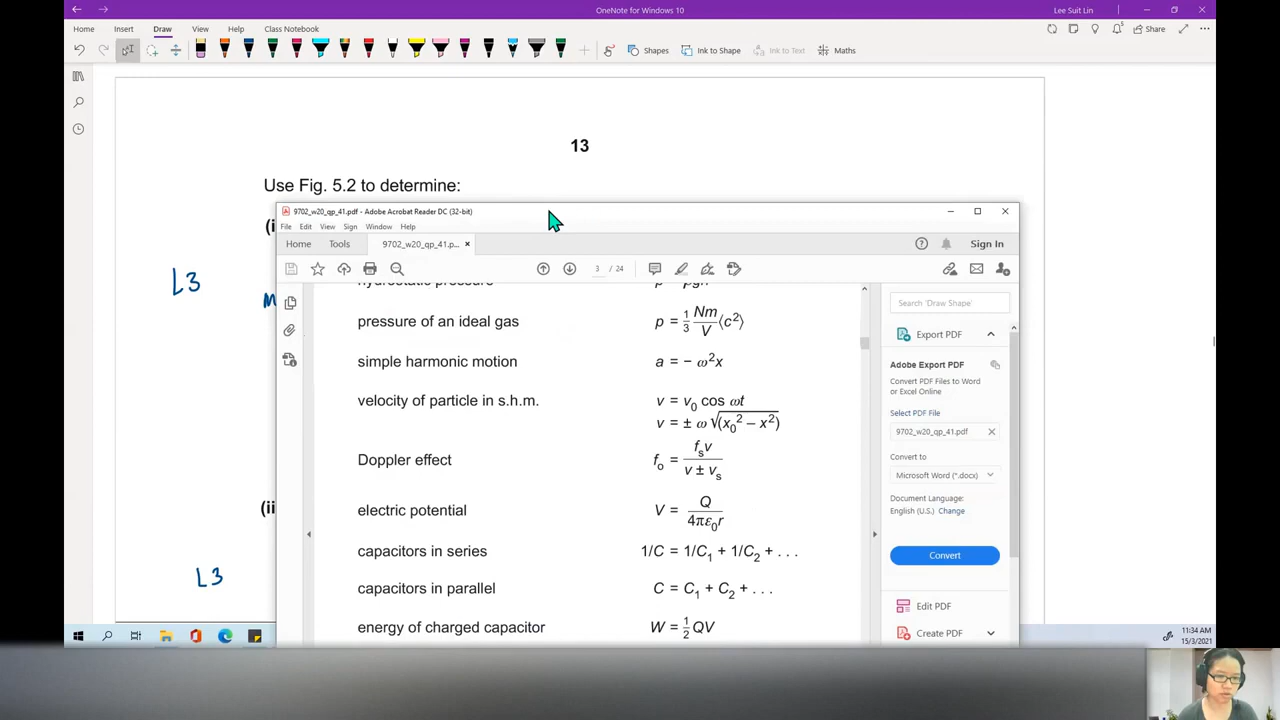 OneNote for Windows 10
Lee Suit Lin
Home Insert Draw View Help Class Notebook
Share
Shapes Ink to Shape Ink to Text Maths
13
Use Fig. 5.2 to determine:
(i
L3
m
(ii
L3
9702_w20_qp_41.pdf - Adobe Acrobat Reader DC (32-bit)
File Edit View Sign Window Help
Home Tools 9702_w20_qp_41.p... × Sign In
3 / 24
pressure of an ideal gas p = 1/3 Nm/V ⟨c²⟩
simple harmonic motion a = − ω²x
velocity of particle in s.h.m. v = v₀ cos ωt
v = ± ω √(x₀² − x²)
Doppler effect fₒ = fₛv / v ± vₛ
electric potential V = Q / 4πε₀r
capacitors in series 1/C = 1/C₁ + 1/C₂ + . . .
capacitors in parallel C = C₁ + C₂ + . . .
energy of charged capacitor W = 1/2 QV
Search 'Draw Shape'
Export PDF
Adobe Export PDF
Convert PDF Files to Word
or Excel Online
Select PDF File
9702_w20_qp_41.pdf
Convert to
Microsoft Word (*.docx)
Document Language:
English (U.S.) Change
Convert
Edit PDF
Create PDF
11:34 AM
15/3/2021